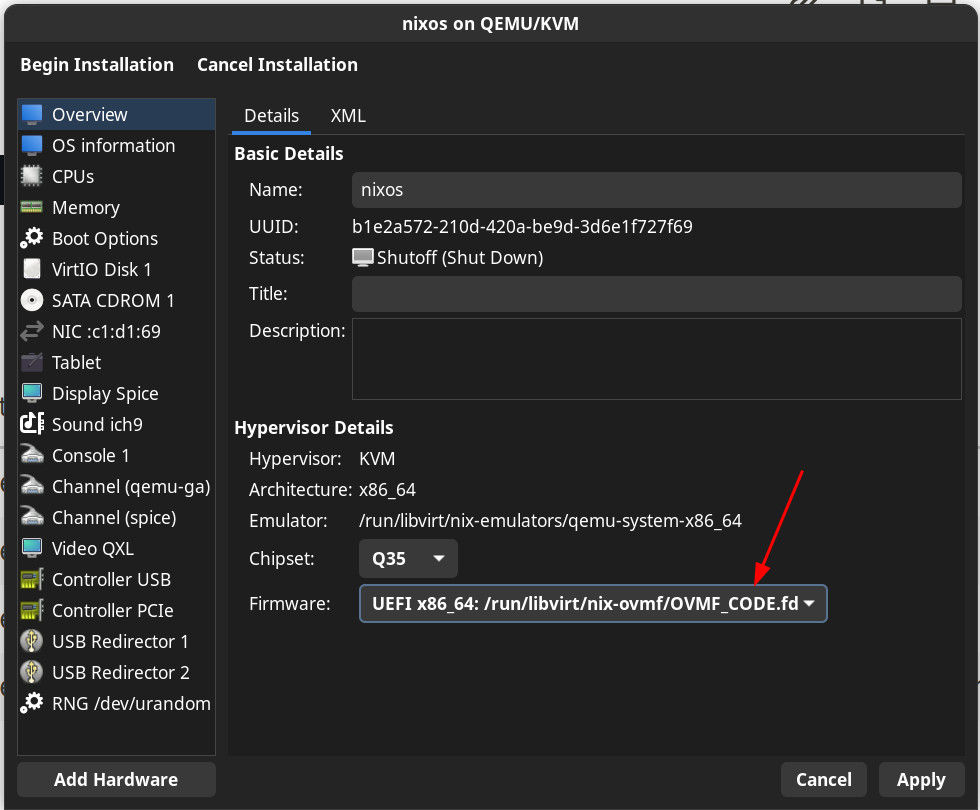 nixos on QEMU/KVM
Begin Installation Cancel Installation
Overview
OS information
CPUs
Memory
Boot Options
VirtIO Disk 1
SATA CDROM 1
NIC :c1:d1:69
Tablet
Display Spice
Sound ich9
Console 1
Channel (qemu-ga)
Channel (spice)
Video QXL
Controller USB
Controller PCIe
USB Redirector 1
USB Redirector 2
RNG /dev/urandom
Add Hardware
Details XML
Basic Details
Name: nixos
UUID: b1e2a572-210d-420a-be9d-3d6e1f727f69
Status: Shutoff (Shut Down)
Title:
Description:
Hypervisor Details
Hypervisor: KVM
Architecture: x86_64
Emulator: /run/libvirt/nix-emulators/qemu-system-x86_64
Chipset: Q35
Firmware: UEFI x86_64: /run/libvirt/nix-ovmf/OVMF_CODE.fd
Cancel Apply